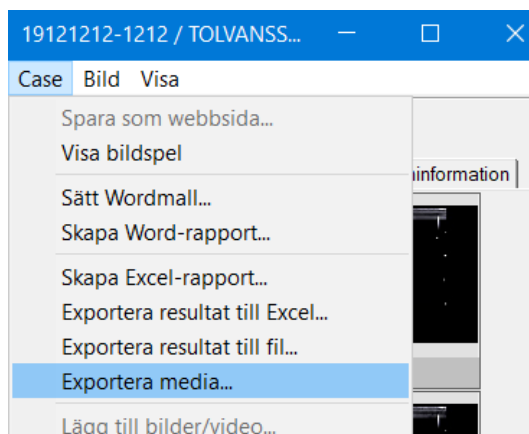 19121212-1212 / TOLVANSS...
Case Bild Visa
Spara som webbsida...
Visa bildspel
information
Sätt Wordmall...
Skapa Word-rapport...
Skapa Excel-rapport...
Exportera resultat till Excel...
Exportera resultat till fil...
Exportera media...
Lägg till bilder/video...